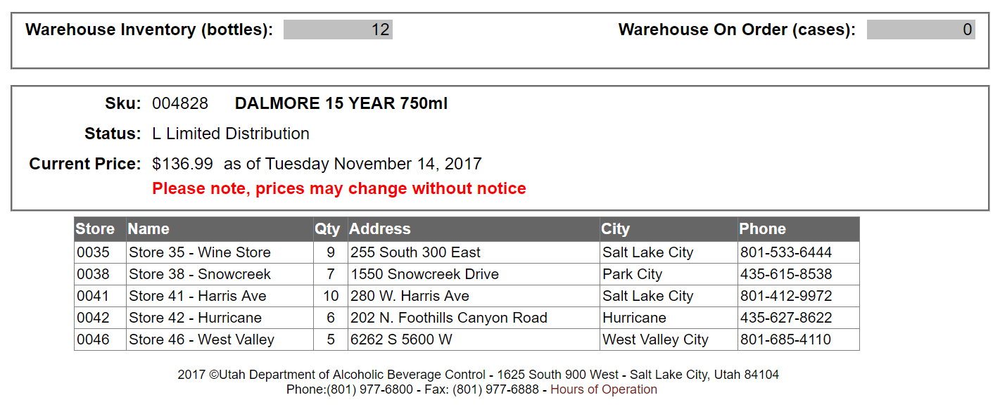 Warehouse Inventory (bottles): 12 Warehouse On Order (cases): 0
Sku: 004828 DALMORE 15 YEAR 750ml
Status: L Limited Distribution
Current Price: $136.99 as of Tuesday November 14, 2017
Please note, prices may change without notice
Store Name Qty Address City Phone
0035 Store 35 - Wine Store 9 255 South 300 East Salt Lake City 801-533-6444
0038 Store 38 - Snowcreek 7 1550 Snowcreek Drive Park City 435-615-8538
0041 Store 41 - Harris Ave 10 280 W. Harris Ave Salt Lake City 801-412-9972
0042 Store 42 - Hurricane 6 202 N. Foothills Canyon Road Hurricane 435-627-8622
0046 Store 46 - West Valley 5 6262 S 5600 W West Valley City 801-685-4110
2017 ©Utah Department of Alcoholic Beverage Control - 1625 South 900 West - Salt Lake City, Utah 84104
Phone:(801) 977-6800 - Fax: (801) 977-6888 - Hours of Operation